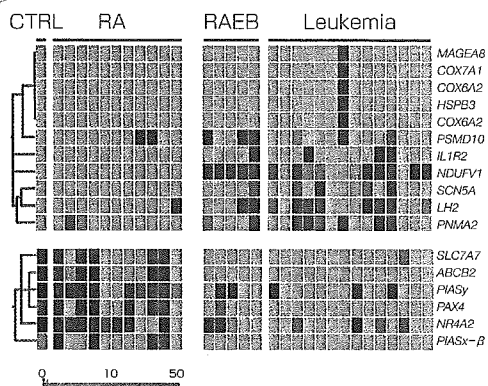 CTRL RA RAEB Leukemia
MAGEA8
COX7A1
COX6A2
HSPB3
COX6A2
PSMD10
IL1R2
NDUFV1
SCN5A
LH2
PNMA2
SLC7A7
ABCB2
PIASy
PAX4
NR4A2
PIASx-β
0 10 50